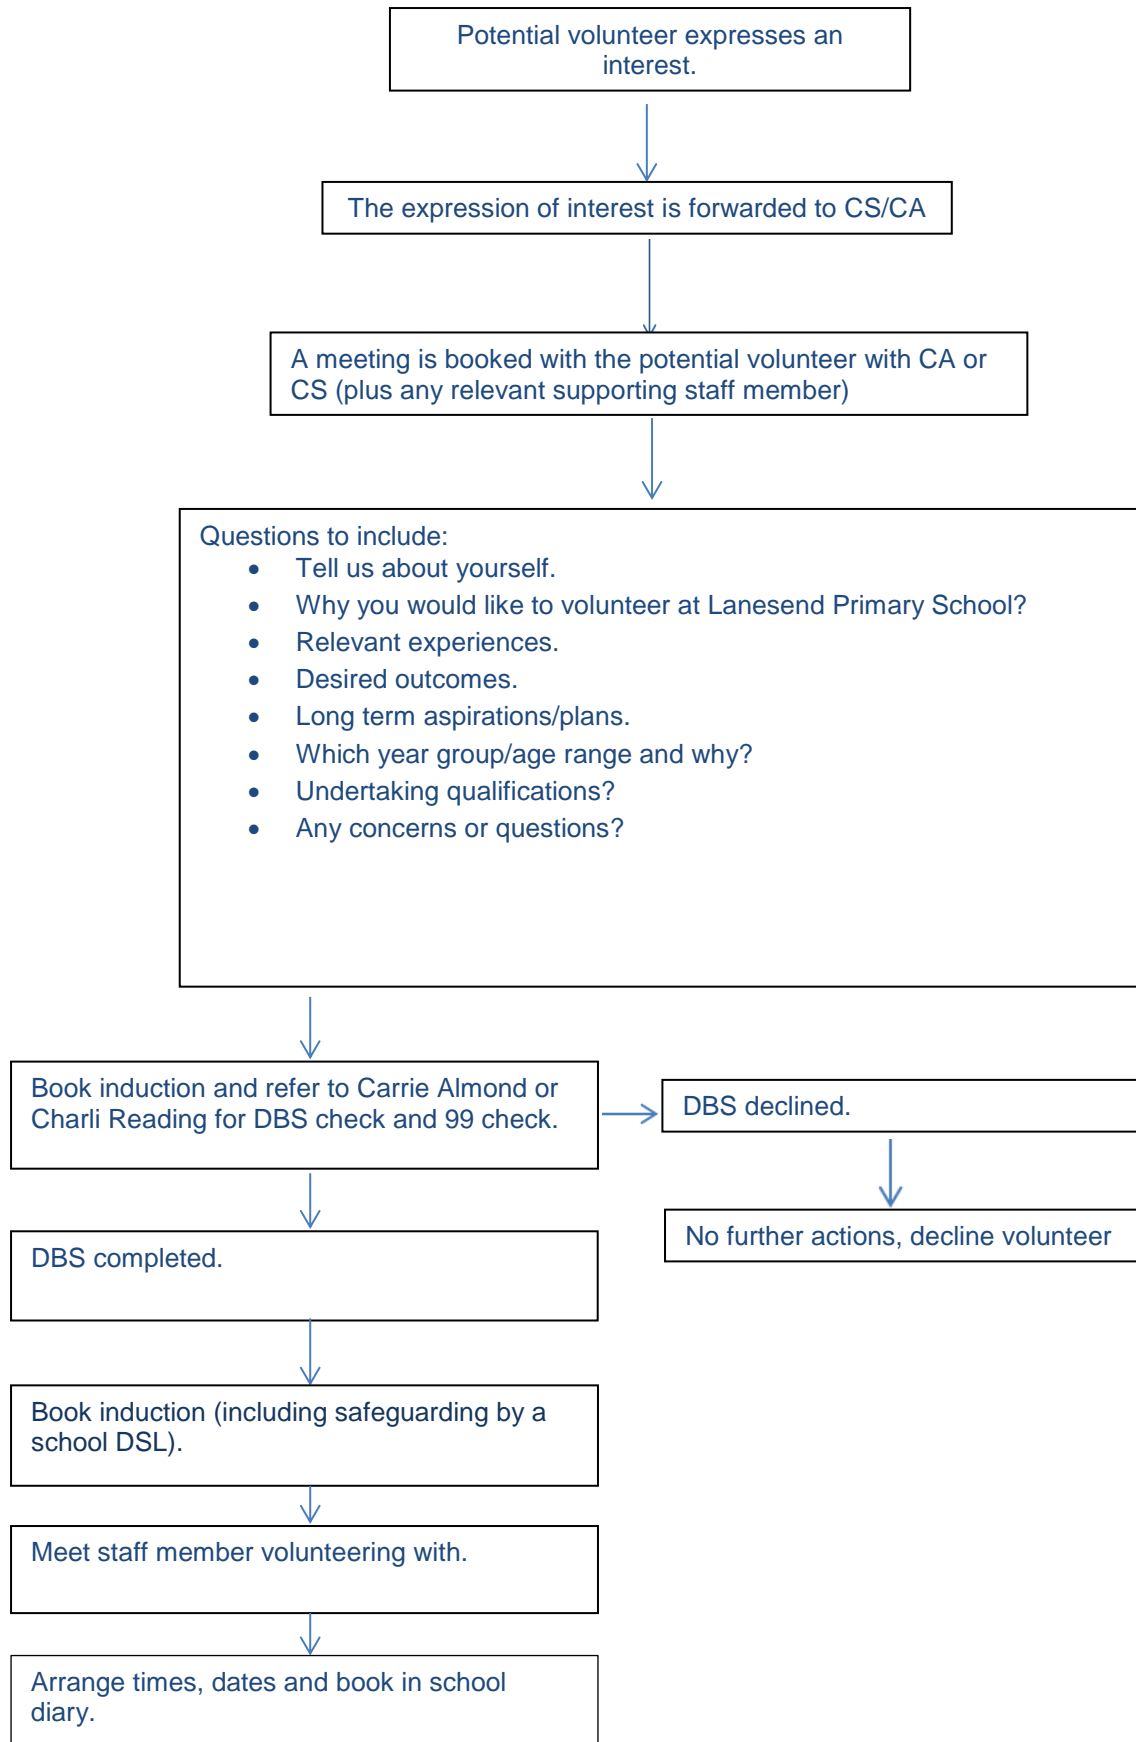 Potential volunteer expresses an
interest.
The expression of interest is forwarded to CS/CA
A meeting is booked with the potential volunteer with CA or
CS (plus any relevant supporting staff member)
Questions to include:
• Tell us about yourself.
• Why you would like to volunteer at Lanesend Primary School?
• Relevant experiences.
• Desired outcomes.
• Long term aspirations/plans.
• Which year group/age range and why?
• Undertaking qualifications?
• Any concerns or questions?
Book induction and refer to Carrie Almond or
Charli Reading for DBS check and 99 check.
DBS declined.
No further actions, decline volunteer
DBS completed.
Book induction (including safeguarding by a
school DSL).
Meet staff member volunteering with.
Arrange times, dates and book in school
diary.